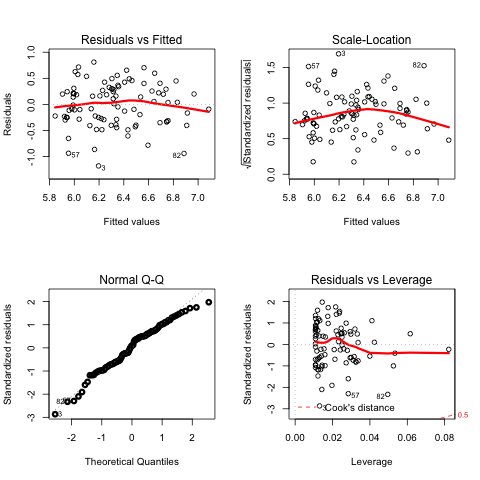 Residuals vs Fitted
Residuals
1.0
0.5
0.0
-0.5
-1.0
57
3
82
5.8 6.0 6.2 6.4 6.6 6.8 7.0
Fitted values
Scale-Location
√|Standardized residuals|
1.5
1.0
0.5
0.0
57
3
82
5.8 6.0 6.2 6.4 6.6 6.8 7.0
Fitted values
Normal Q-Q
Standardized residuals
2
1
0
-1
-2
-3
82
3
-2 -1 0 1 2
Theoretical Quantiles
Residuals vs Leverage
Standardized residuals
2
1
0
-1
-2
-3
57
82
3
Cook's distance
0.5
0.00 0.02 0.04 0.06 0.08
Leverage